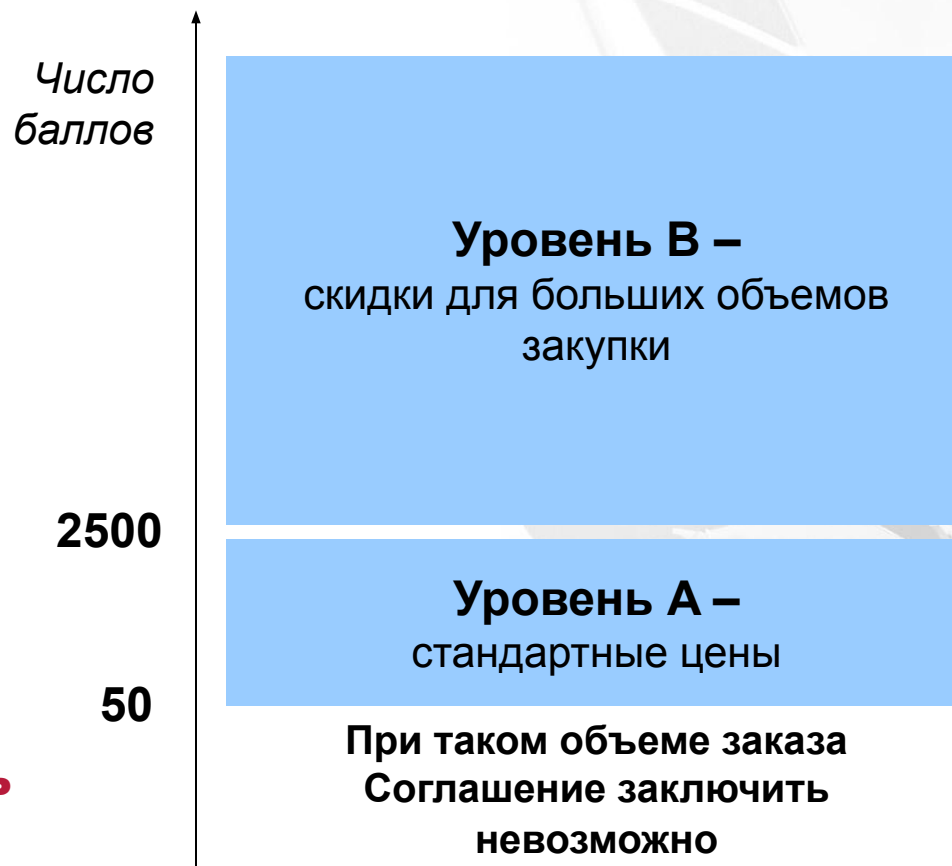 Число
баллов
Уровень B –
скидки для больших объемов
закупки
2500
Уровень A –
стандартные цены
50
При таком объеме заказа
Соглашение заключить
невозможно